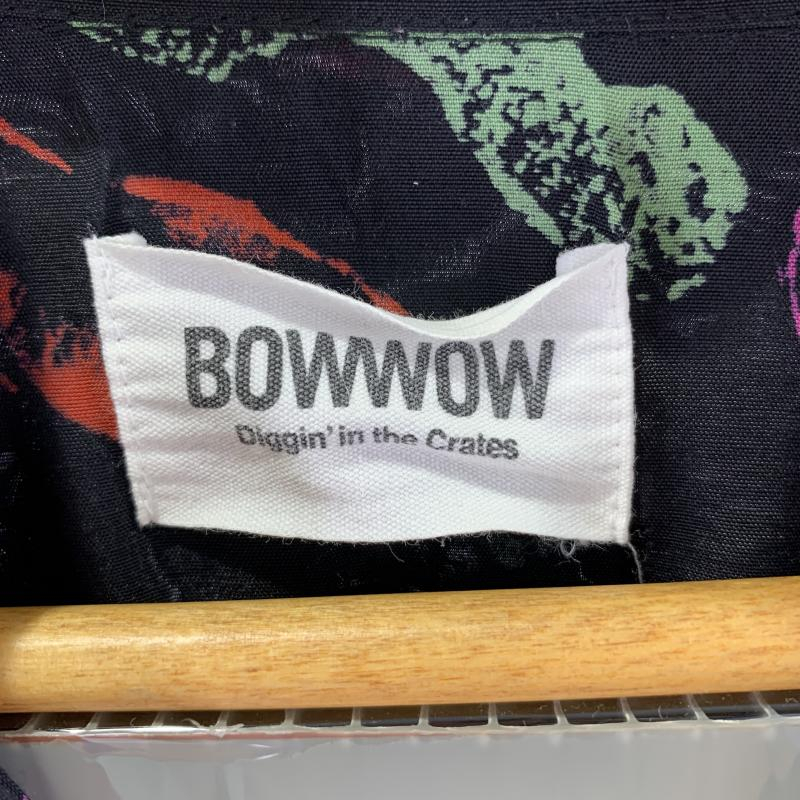 BOWWOW
Diggin' in the Crates